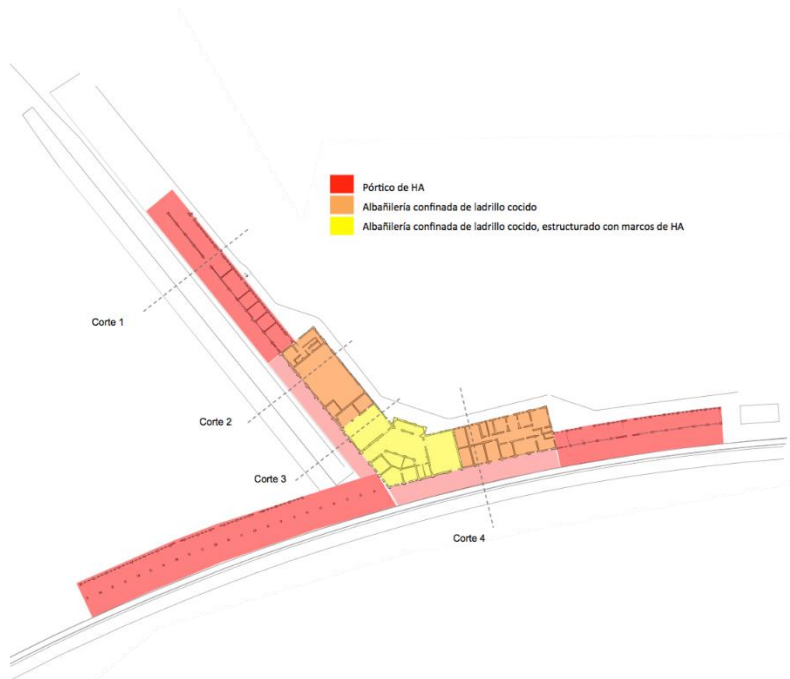 Pórtico de HA
Albañilería confinada de ladrillo cocido
Albañilería confinada de ladrillo cocido, estructurado con marcos de HA
Corte 1
Corte 2
Corte 3
Corte 4